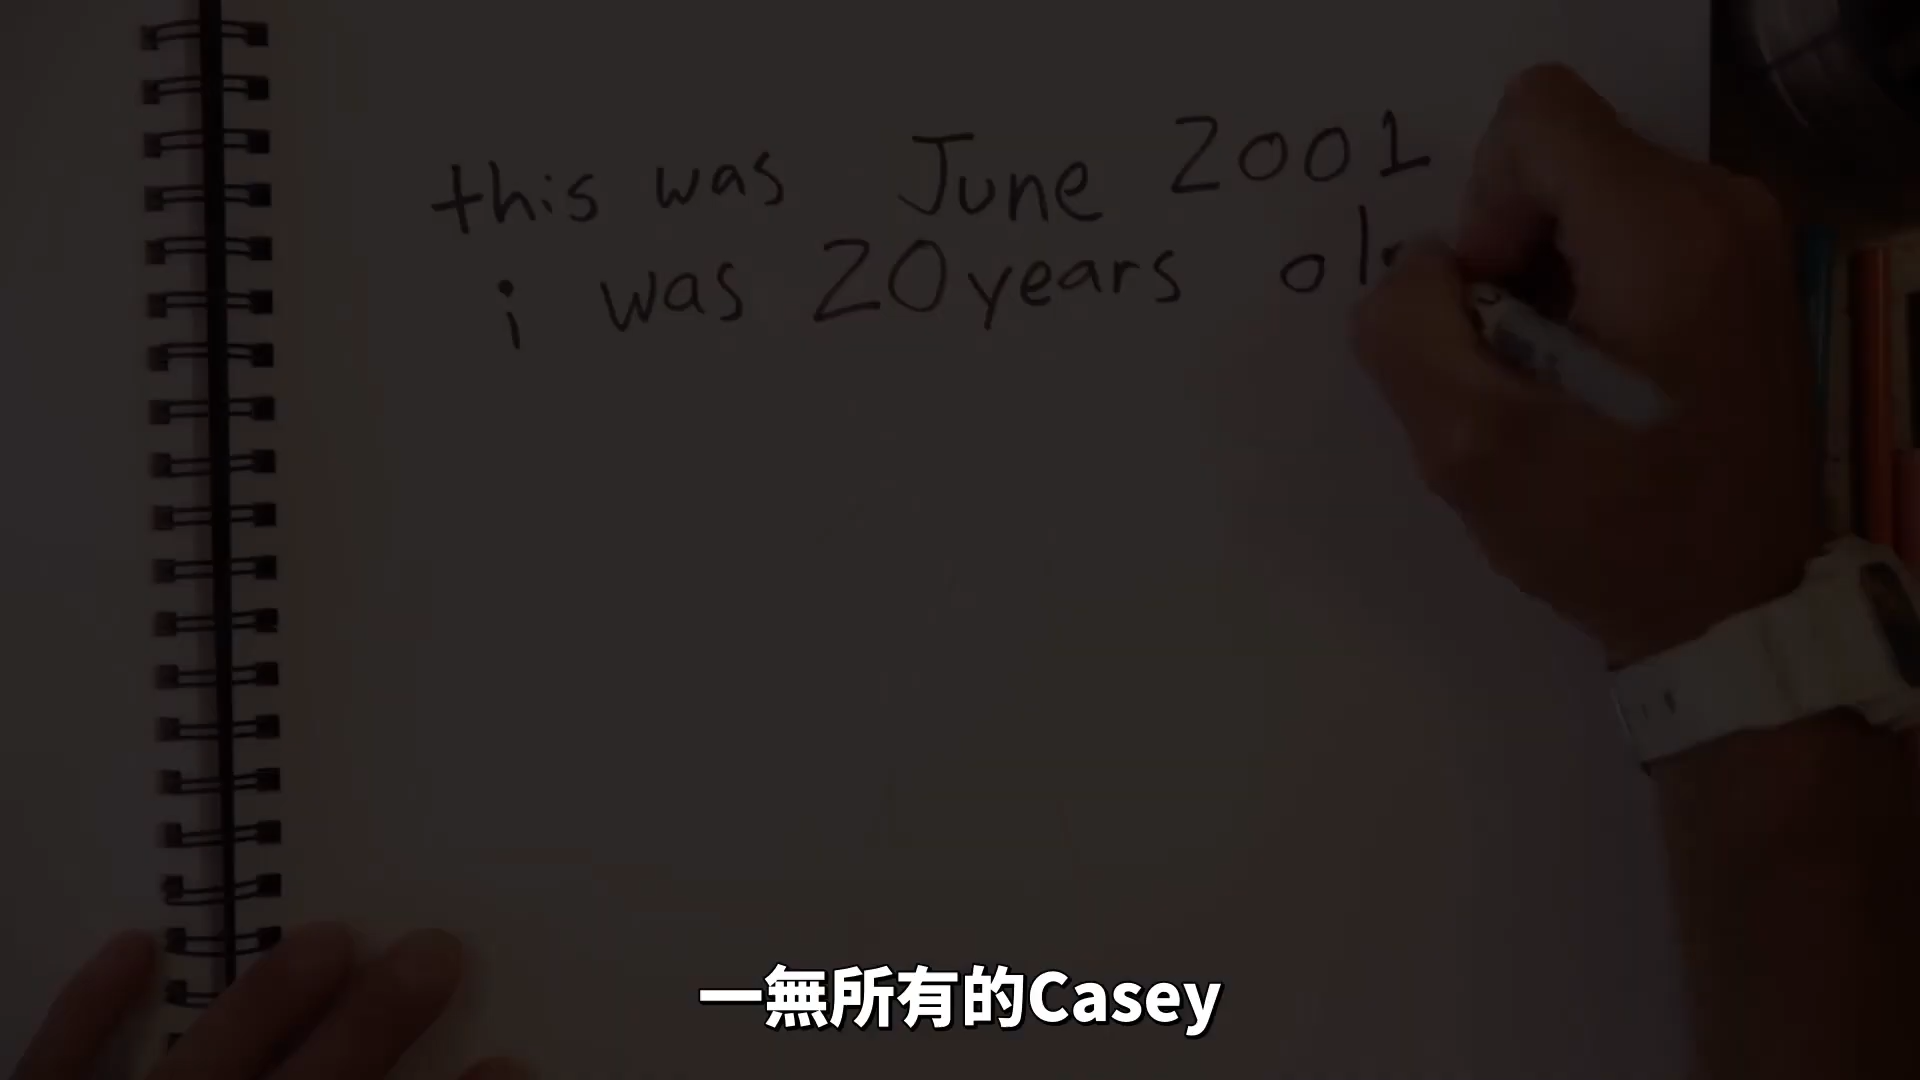 this was June 2001
i was 20 years ol
一無所有的Casey